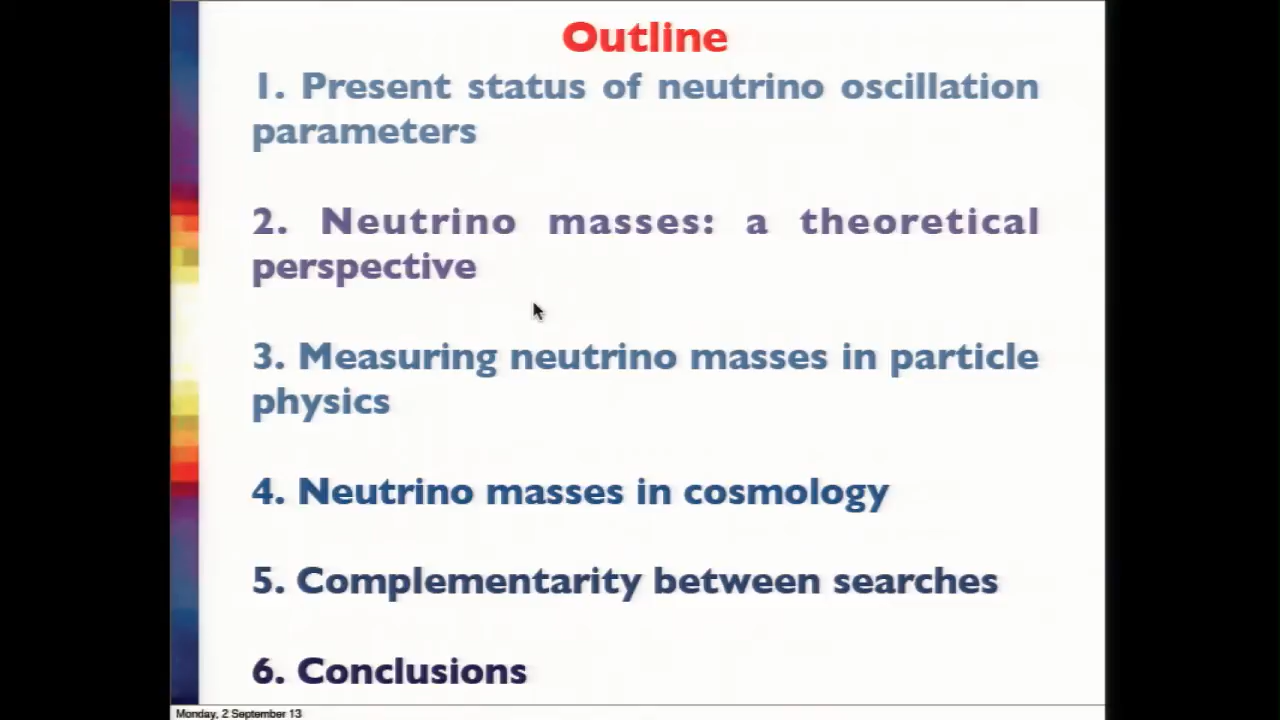 Outline
1. Present status of neutrino oscillation
parameters
2. Neutrino masses: a theoretical
perspective
3. Measuring neutrino masses in particle
physics
4. Neutrino masses in cosmology
5. Complementarity between searches
6. Conclusions
Monday, 2 September 13